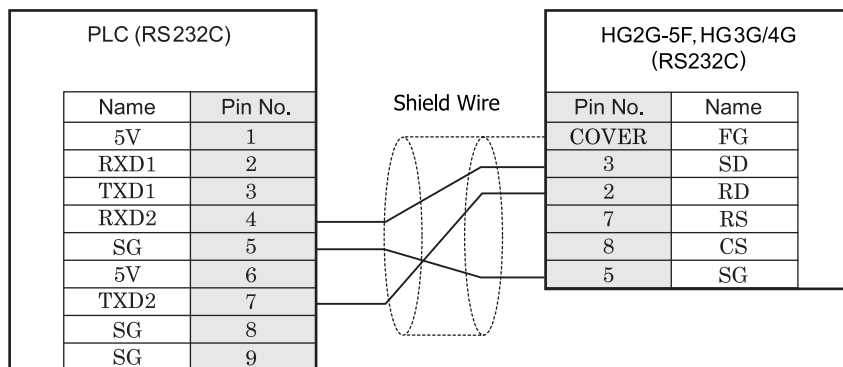 PLC (RS232C)
Name Pin No.
5V 1
RXD1 2
TXD1 3
RXD2 4
SG 5
5V 6
TXD2 7
SG 8
SG 9
Shield Wire
HG2G-5F, HG3G/4G
(RS232C)
Pin No. Name
COVER FG
3 SD
2 RD
7 RS
8 CS
5 SG